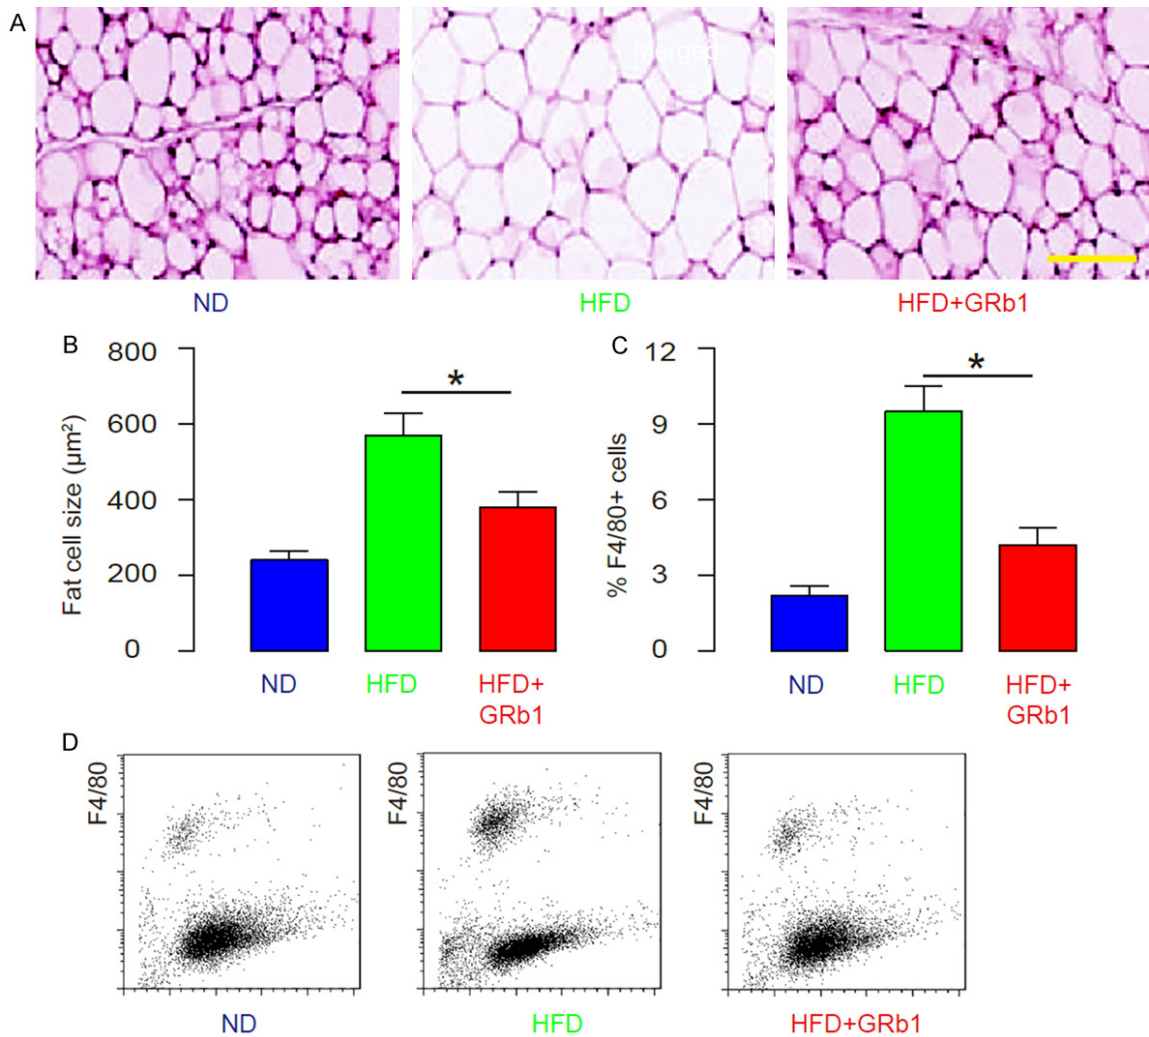 A
Merged
ND
HFD
HFD+GRb1
B
Fat cell size (µm²)
800
600
400
200
0
*
ND
HFD
HFD+
GRb1
C
% F4/80+ cells
12
9
6
3
0
*
ND
HFD
HFD+
GRb1
D
F4/80
F4/80
F4/80
ND
HFD
HFD+GRb1